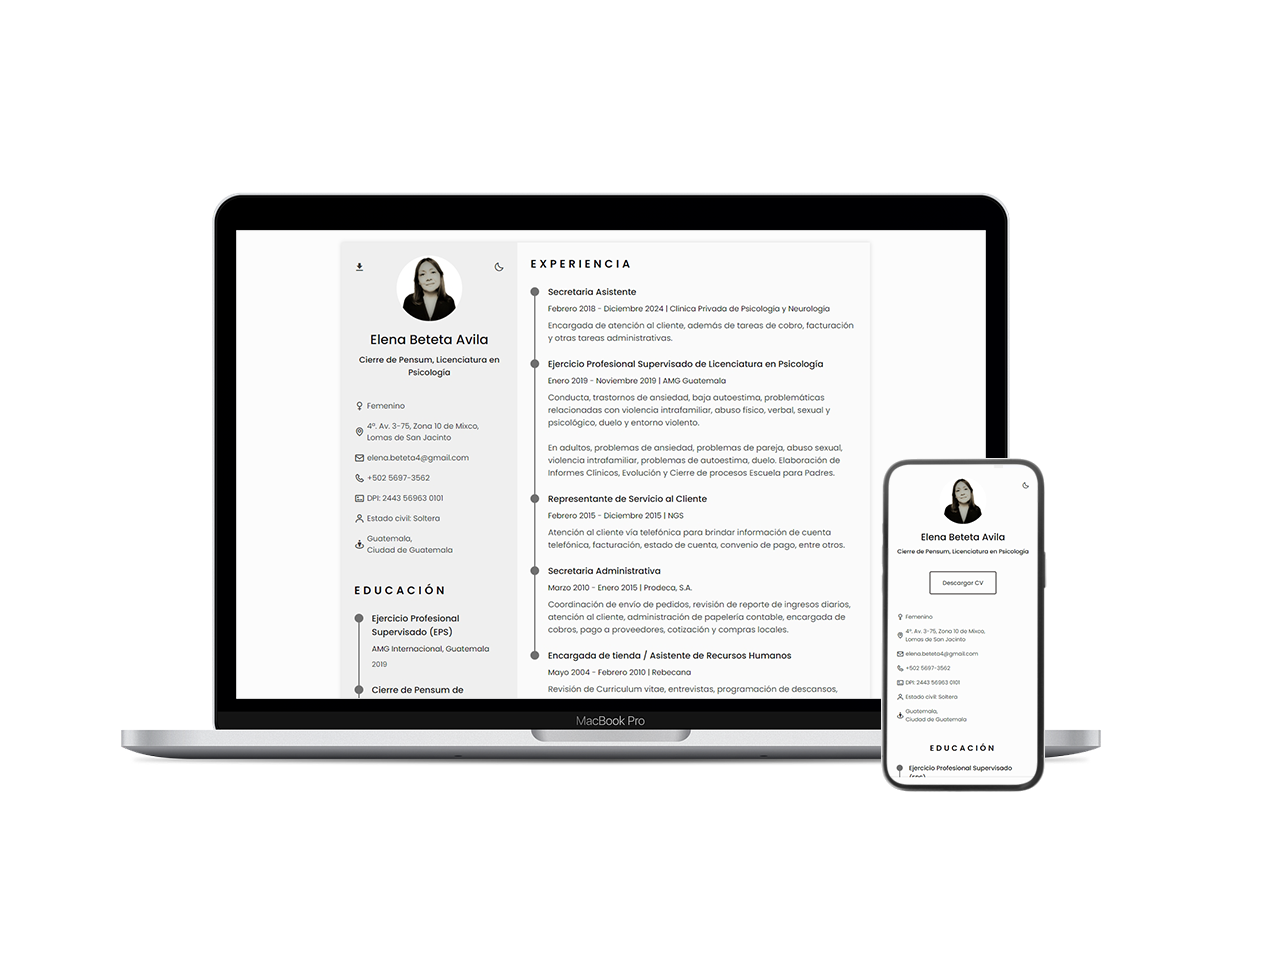 Elena Beteta Avila
Cierre de Pensum, Licenciatura en
Psicología
Femenino
4º. Av. 3-75, Zona 10 de Mixco,
Lomas de San Jacinto
elena.beteta4@gmail.com
+502 5697-3562
DPI: 2443 56963 0101
Estado civil: Soltera
Guatemala,
Ciudad de Guatemala
EDUCACIÓN
Ejercicio Profesional
Supervisado (EPS)
AMG Internacional, Guatemala
2019
Cierre de Pensum de
EXPERIENCIA
Secretaria Asistente
Febrero 2018 - Diciembre 2024 | Clínica Privada de Psicología y Neurología
Encargada de atención al cliente, además de tareas de cobro, facturación
y otras tareas administrativas.
Ejercicio Profesional Supervisado de Licenciatura en Psicología
Enero 2019 - Noviembre 2019 | AMG Guatemala
Conducta, trastornos de ansiedad, baja autoestima, problemáticas
relacionadas con violencia intrafamiliar, abuso físico, verbal, sexual y
psicológico, duelo y entorno violento.
En adultos, problemas de ansiedad, problemas de pareja, abuso sexual,
violencia intrafamiliar, problemas de autoestima, duelo. Elaboración de
Informes Clínicos, Evolución y Cierre de procesos Escuela para Padres.
Representante de Servicio al Cliente
Febrero 2015 - Diciembre 2015 | NGS
Atención al cliente vía telefónica para brindar información de cuenta
telefónica, facturación, estado de cuenta, convenio de pago, entre otros.
Secretaria Administrativa
Marzo 2010 - Enero 2015 | Prodeca, S.A.
Coordinación de envío de pedidos, revisión de reporte de ingresos diarios,
atención al cliente, administración de papelería contable, encargada de
cobros, pago a proveedores, cotización y compras locales.
Encargada de tienda / Asistente de Recursos Humanos
Mayo 2004 - Febrero 2010 | Rebecana
Revisión de Curriculum vitae, entrevistas, programación de descansos,
MacBook Pro
Elena Beteta Avila
Cierre de Pensum, Licenciatura en Psicología
Descargar CV
Femenino
4º. Av. 3-75, Zona 10 de Mixco,
Lomas de San Jacinto
elena.beteta4@gmail.com
+502 5697-3562
DPI: 2443 56963 0101
Estado civil: Soltera
Guatemala,
Ciudad de Guatemala
EDUCACIÓN
Ejercicio Profesional Supervisado
(EPS)